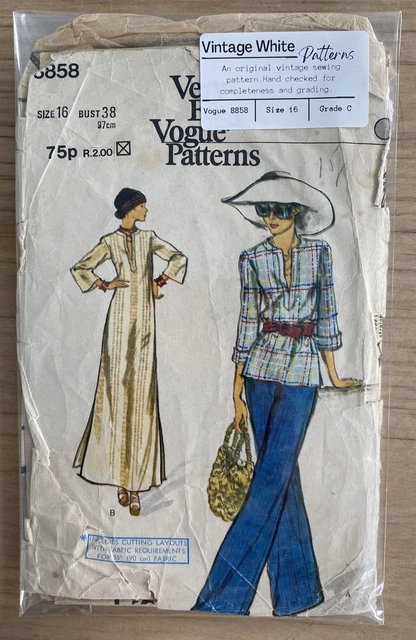 8858
SIZE 16 BUST 38
97cm
75p R.2.00
Ve
Vogue
Patterns
Vintage White Patterns
An original vintage sewing
pattern. Hand checked for
completeness and grading.
Vogue 8858 Size 16 Grade C
B
CUTTING LAYOUTS
FABRIC REQUIREMENTS
FOR 35" (90 cm) FABRIC
A